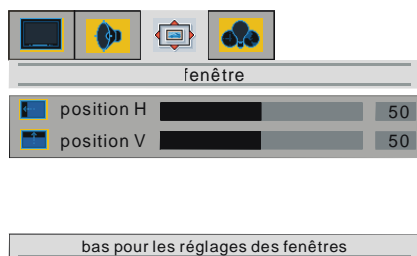 fenêtre
position H 50
position V 50
bas pour les réglages des fenêtres